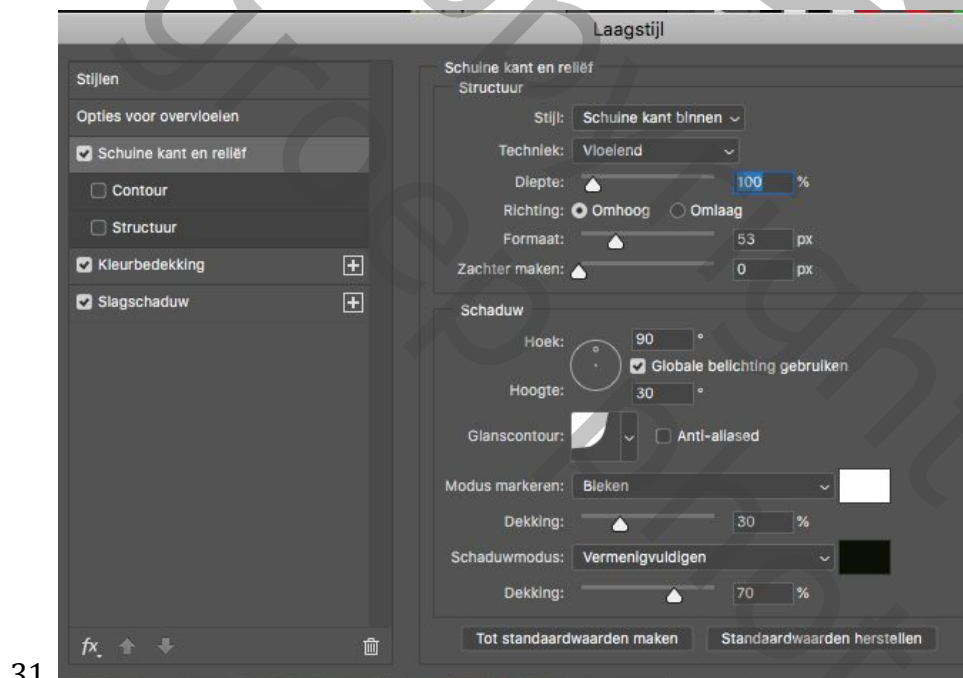 Laagstijl
Stijlen
Opties voor overvloeien
Schuine kant en reliëf
Contour
Structuur
Kleurbedekking
Slagschaduw
fx
Schuine kant en reliëf
Structuur
Stijl: Schuine kant binnen
Techniek: Vloeiend
Diepte: 100 %
Richting: Omhoog Omlaag
Formaat: 53 px
Zachter maken: 0 px
Schaduw
Hoek: 90 °
Globale belichting gebruiken
Hoogte: 30 °
Glanscontour: Anti-aliased
Modus markeren: Bleken
Dekking: 30 %
Schaduwmodus: Vermenigvuldigen
Dekking: 70 %
Tot standaardwaarden maken Standaardwaarden herstellen
31